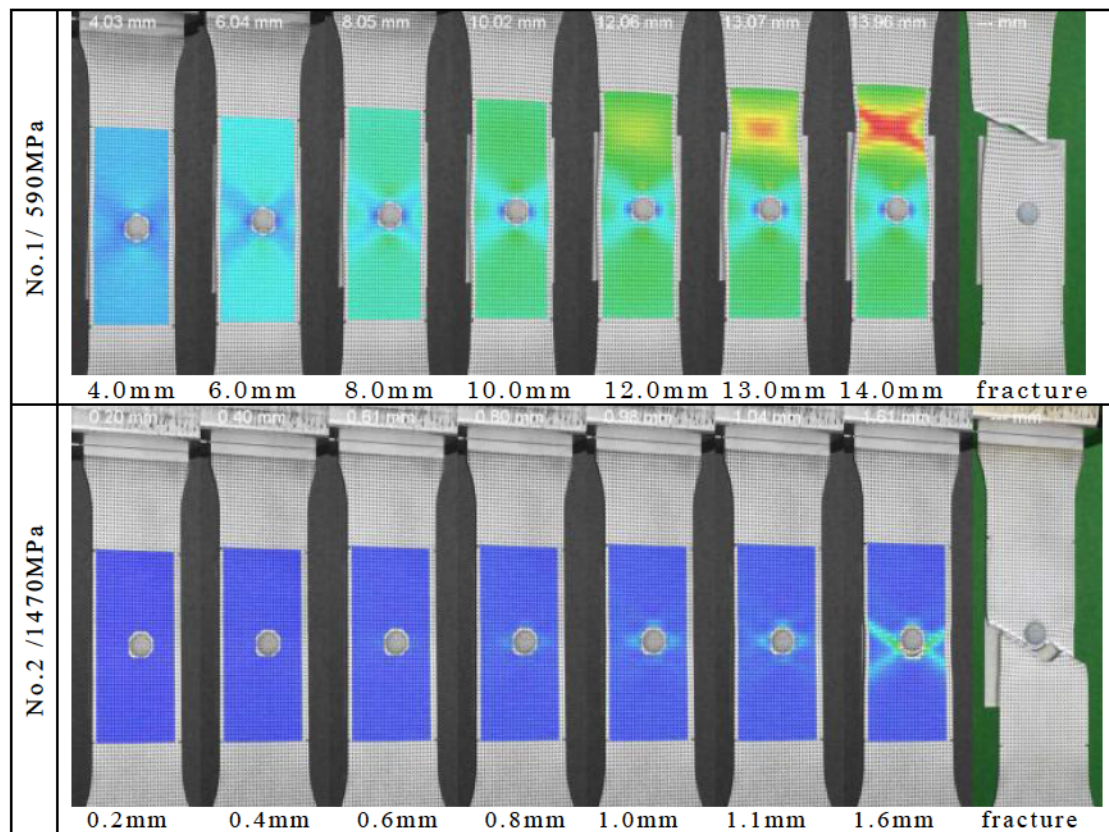 No.1 / 590MPa
4.03 mm
6.04 mm
8.05 mm
10.02 mm
12.06 mm
13.07 mm
13.96 mm
--- mm
4.0mm
6.0mm
8.0mm
10.0mm
12.0mm
13.0mm
14.0mm
fracture
No.2 /1470MPa
0.20 mm
0.40 mm
0.61 mm
0.80 mm
0.98 mm
1.04 mm
1.61 mm
mm
0.2mm
0.4mm
0.6mm
0.8mm
1.0mm
1.1mm
1.6mm
fracture